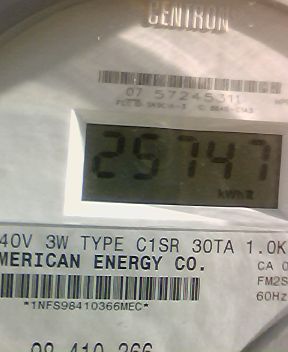 CENTRON
07 57245311
25747
kWh
40V 3W TYPE C1SR 30TA 1.0K
MERICAN ENERGY CO.
CA 0
FM2S
60Hz
*1NFS98410366MEC*
98 410 366